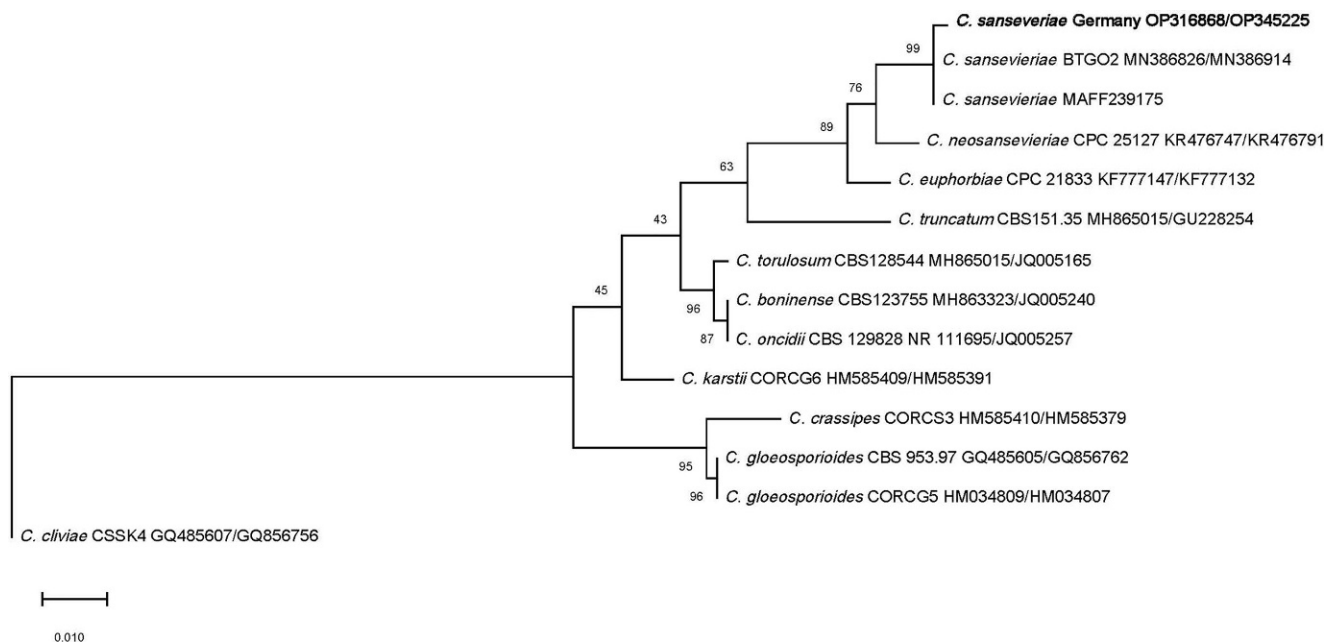 C. sanseveriae Germany OP316868/OP345225
99
C. sansevieriae BTGO2 MN386826/MN386914
76
C. sansevieriae MAFF239175
89
C. neosansevieriae CPC 25127 KR476747/KR476791
63
C. euphorbiae CPC 21833 KF777147/KF777132
43
C. truncatum CBS151.35 MH865015/GU228254
C. torulosum CBS128544 MH865015/JQ005165
45
96
C. boninense CBS123755 MH863323/JQ005240
87
C. oncidii CBS 129828 NR 111695/JQ005257
C. karstii CORCG6 HM585409/HM585391
C. crassipes CORCS3 HM585410/HM585379
95
C. gloeosporioides CBS 953.97 GQ485605/GQ856762
96
C. gloeosporioides CORCG5 HM034809/HM034807
C. cliviae CSSK4 GQ485607/GQ856756
0.010